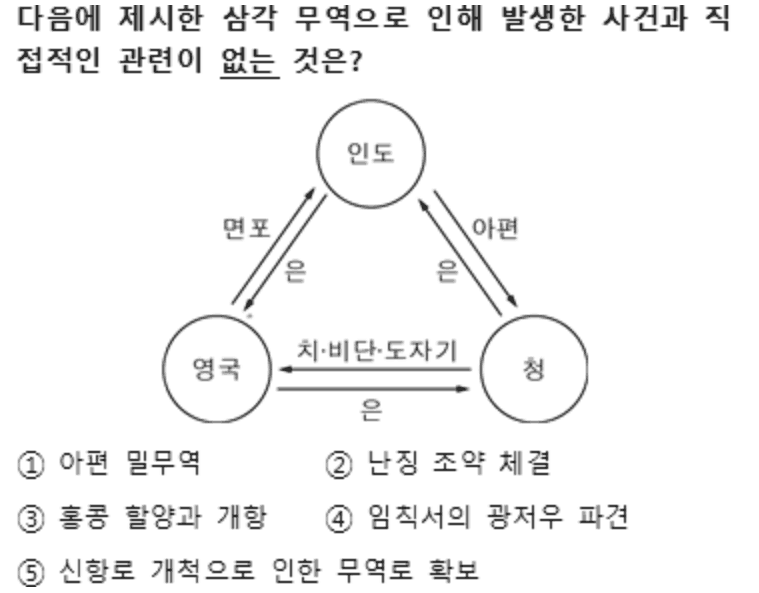 다음에 제시한 삼각 무역으로 인해 발생한 사건과 직
접적인 관련이 없는 것은?
인도
면포
아편
은
은
치·비단·도자기
영국
청
은
① 아편 밀무역
② 난징 조약 체결
③ 홍콩 할양과 개항
④ 임칙서의 광저우 파견
⑤ 신항로 개척으로 인한 무역로 확보